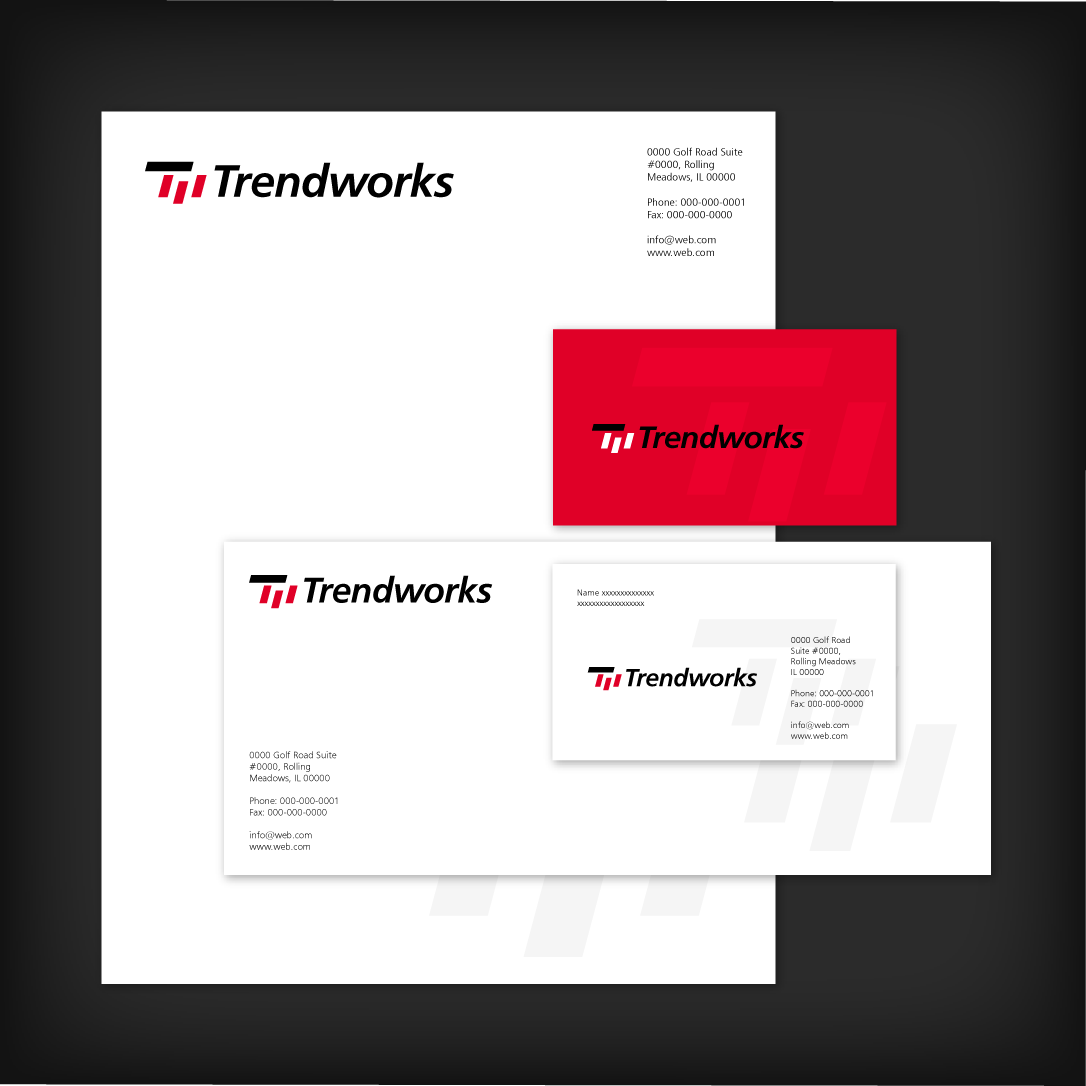 Trendworks
0000 Golf Road Suite
#0000, Rolling
Meadows, IL 00000
Phone: 000-000-0001
Fax: 000-000-0000
info@web.com
www.web.com
Trendworks
Trendworks
0000 Golf Road Suite
#0000, Rolling
Meadows, IL 00000
Phone: 000-000-0001
Fax: 000-000-0000
info@web.com
www.web.com
Name xxxxxxxxxxxxx
xxxxxxxxxxxxxxxxx
Trendworks
0000 Golf Road
Suite #0000,
Rolling Meadows
IL 00000
Phone: 000-000-0001
Fax: 000-000-0000
info@web.com
www.web.com